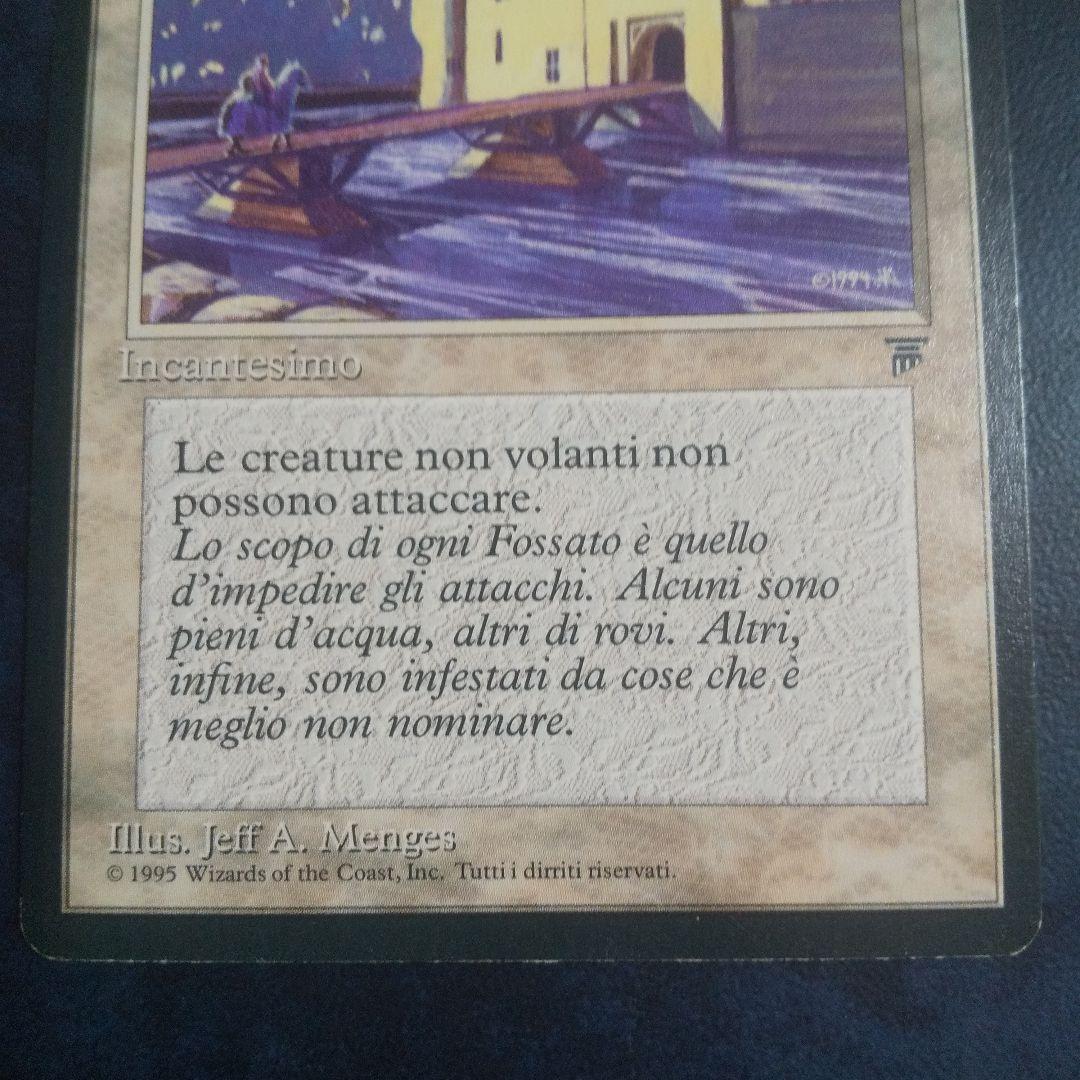 ©1994
Incantesimo
Le creature non volanti non
possono attaccare.
Lo scopo di ogni Fossato è quello
d'impedire gli attacchi. Alcuni sono
pieni d'acqua, altri di rovi. Altri,
infine, sono infestati da cose che è
meglio non nominare.
Illus. Jeff A. Menges
© 1995 Wizards of the Coast, Inc. Tutti i dirriti riservati.